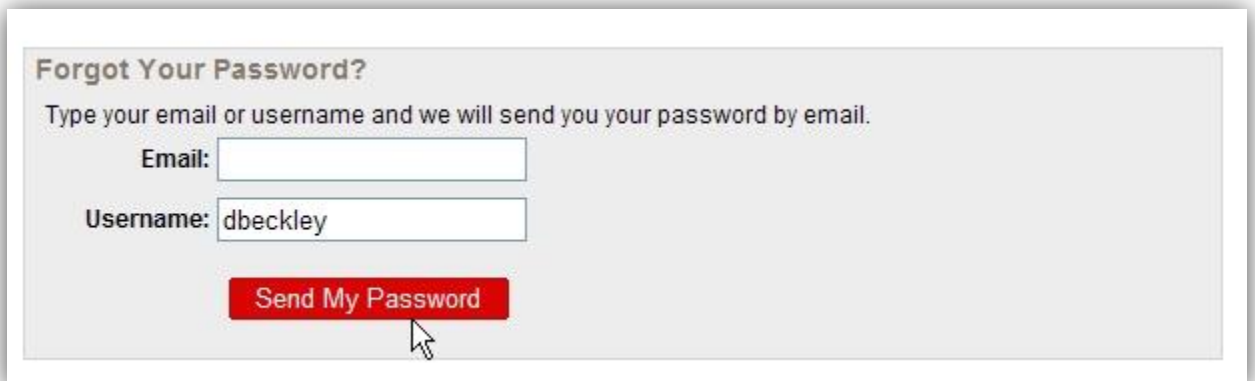 Forgot Your Password?
Type your email or username and we will send you your password by email.
Email:
Username: dbeckley
Send My Password